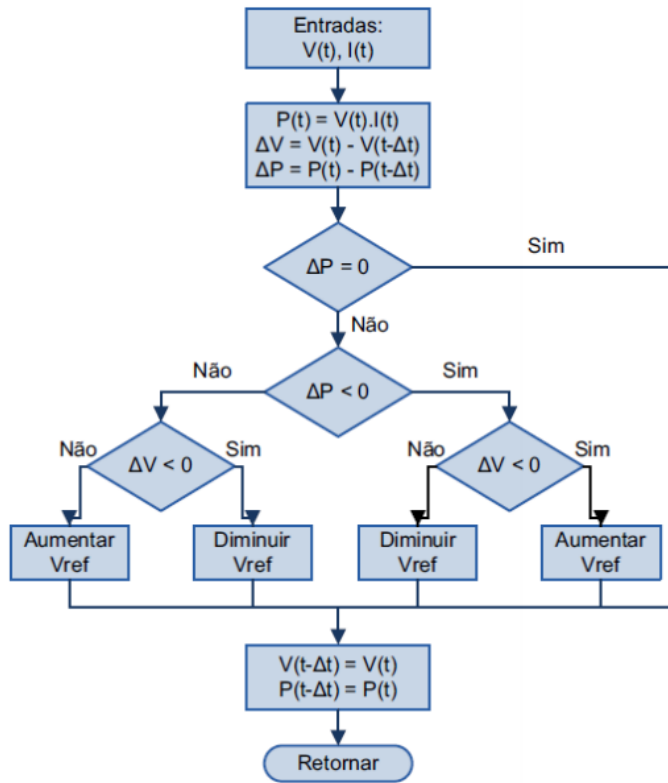 Entradas:
V(t), I(t)
P(t) = V(t).I(t)
ΔV = V(t) - V(t-Δt)
ΔP = P(t) - P(t-Δt)
Sim
ΔP = 0
Não
Não
Sim
ΔP < 0
Não
Sim
Não
Sim
ΔV < 0
ΔV < 0
Aumentar
Vref
Diminuir
Vref
Diminuir
Vref
Aumentar
Vref
V(t-Δt) = V(t)
P(t-Δt) = P(t)
Retornar